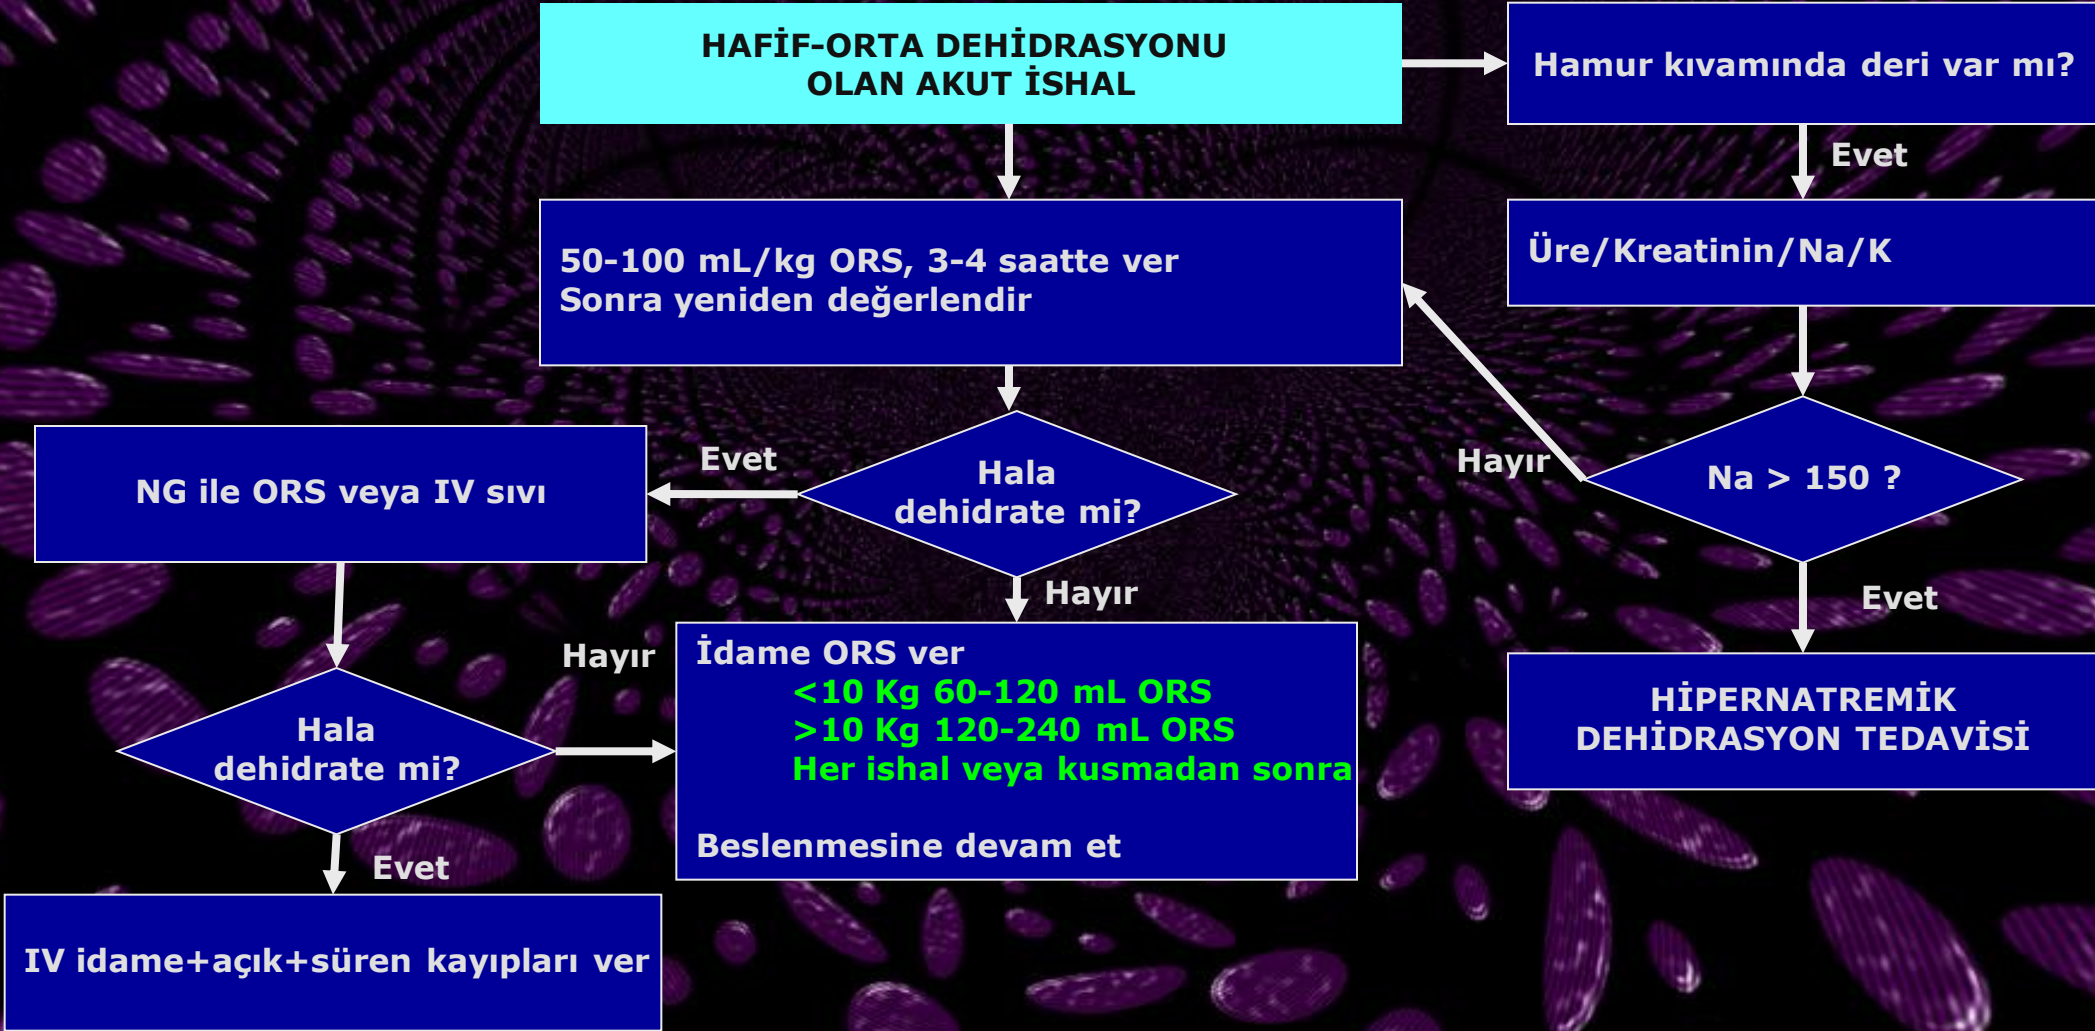 HAFİF-ORTA DEHİDRASYONU
OLAN AKUT İSHAL
Hamur kıvamında deri var mı?
Evet
50-100 mL/kg ORS, 3-4 saatte ver
Sonra yeniden değerlendir
Üre/Kreatinin/Na/K
Hala
dehidrate mi?
Evet
NG ile ORS veya IV sıvı
Hayır
Na > 150 ?
Hayır
Evet
İdame ORS ver
<10 Kg 60-120 mL ORS
>10 Kg 120-240 mL ORS
Her ishal veya kusmadan sonra
Beslenmesine devam et
HİPERNATREMİK
DEHİDRASYON TEDAVİSİ
Hayır
Hala
dehidrate mi?
Evet
IV idame+açık+süren kayıpları ver